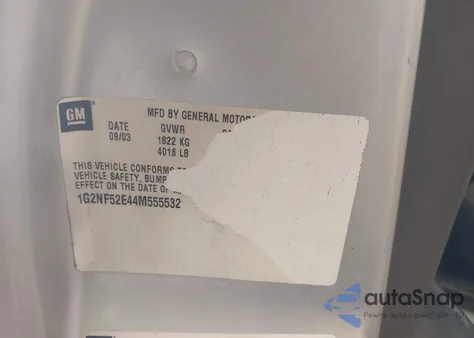 GM
MFD BY GENERAL MOTORS
DATE GVWR
09/03 1822 KG
4016 LB
THIS VEHICLE CONFORMS
VEHICLE SAFETY, BUMP
EFFECT ON THE DATE OF
1G2NF52E44M555532
autaSnap